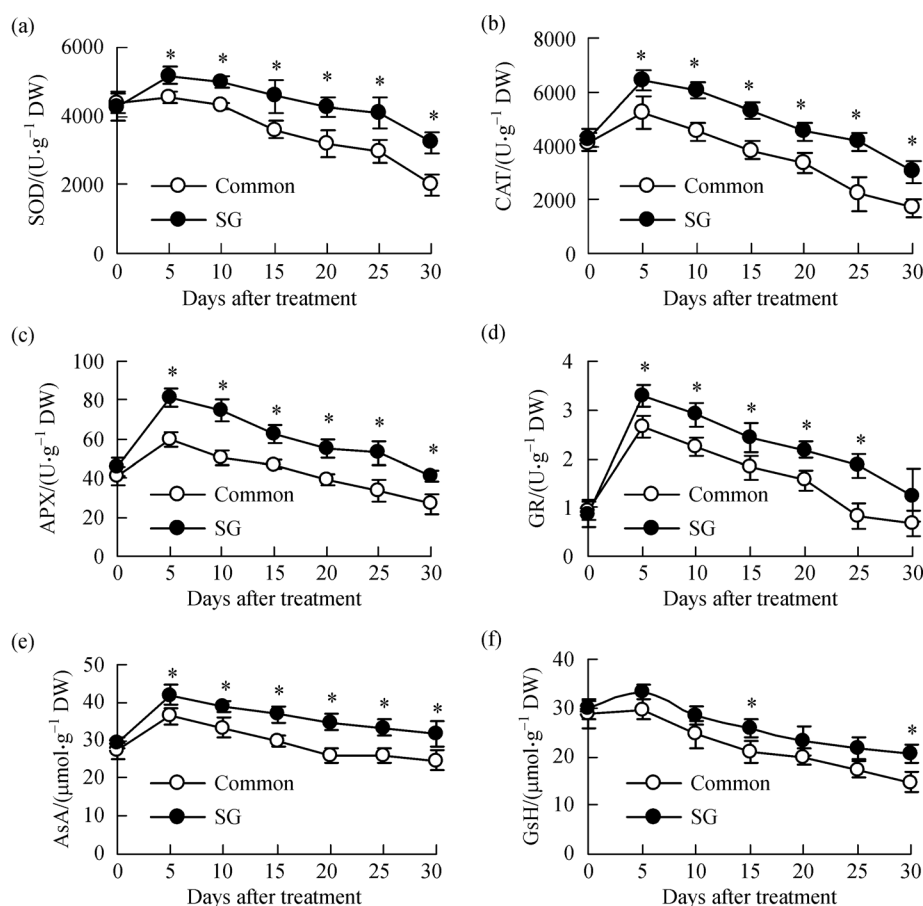 (a)
6000
4000
2000
0
SOD/(U·g⁻¹ DW)
* * * * * *
Common
SG
0 5 10 15 20 25 30
Days after treatment
(b)
8000
6000
4000
2000
0
CAT/(U·g⁻¹ DW)
* * * * * *
Common
SG
0 5 10 15 20 25 30
Days after treatment
(c)
100
80
60
40
20
0
APX/(U·g⁻¹ DW)
* * * * * *
Common
SG
0 5 10 15 20 25 30
Days after treatment
(d)
4
3
2
1
0
GR/(U·g⁻¹ DW)
* * * * *
Common
SG
0 5 10 15 20 25 30
Days after treatment
(e)
50
40
30
20
10
0
AsA/(μmol·g⁻¹ DW)
* * * * * *
Common
SG
0 5 10 15 20 25 30
Days after treatment
(f)
40
30
20
10
0
GsH/(μmol·g⁻¹ DW)
* *
Common
SG
0 5 10 15 20 25 30
Days after treatment